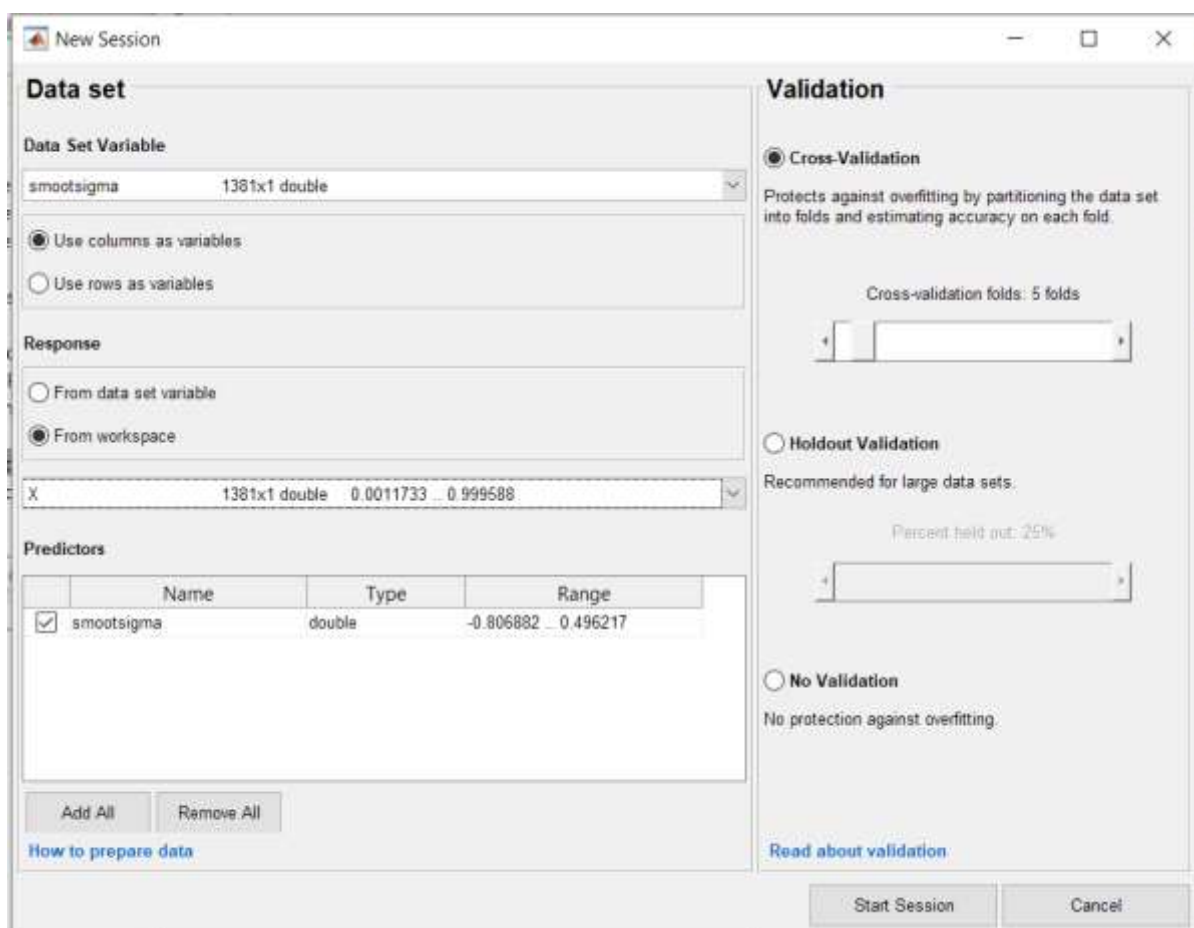 New Session
Data set
Data Set Variable
smootsigma 1381x1 double
Use columns as variables
Use rows as variables
Response
From data set variable
From workspace
X 1381x1 double 0.0011733 .. 0.999588
Predictors
Name Type Range
smootsigma double -0.806882 .. 0.496217
Add All Remove All
How to prepare data
Validation
Cross-Validation
Protects against overfitting by partitioning the data set
into folds and estimating accuracy on each fold.
Cross-validation folds: 5 folds
Holdout Validation
Recommended for large data sets.
Percent held out: 25%
No Validation
No protection against overfitting.
Read about validation
Start Session Cancel